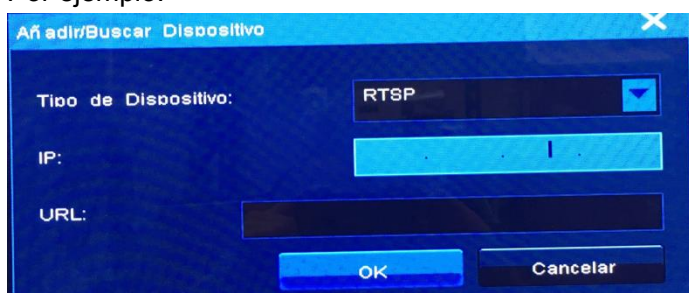 Por ejemplo:
Añadir/Buscar Dispositivo
Tipo de Dispositivo: RTSP
IP: . . .
URL:
OK Cancelar